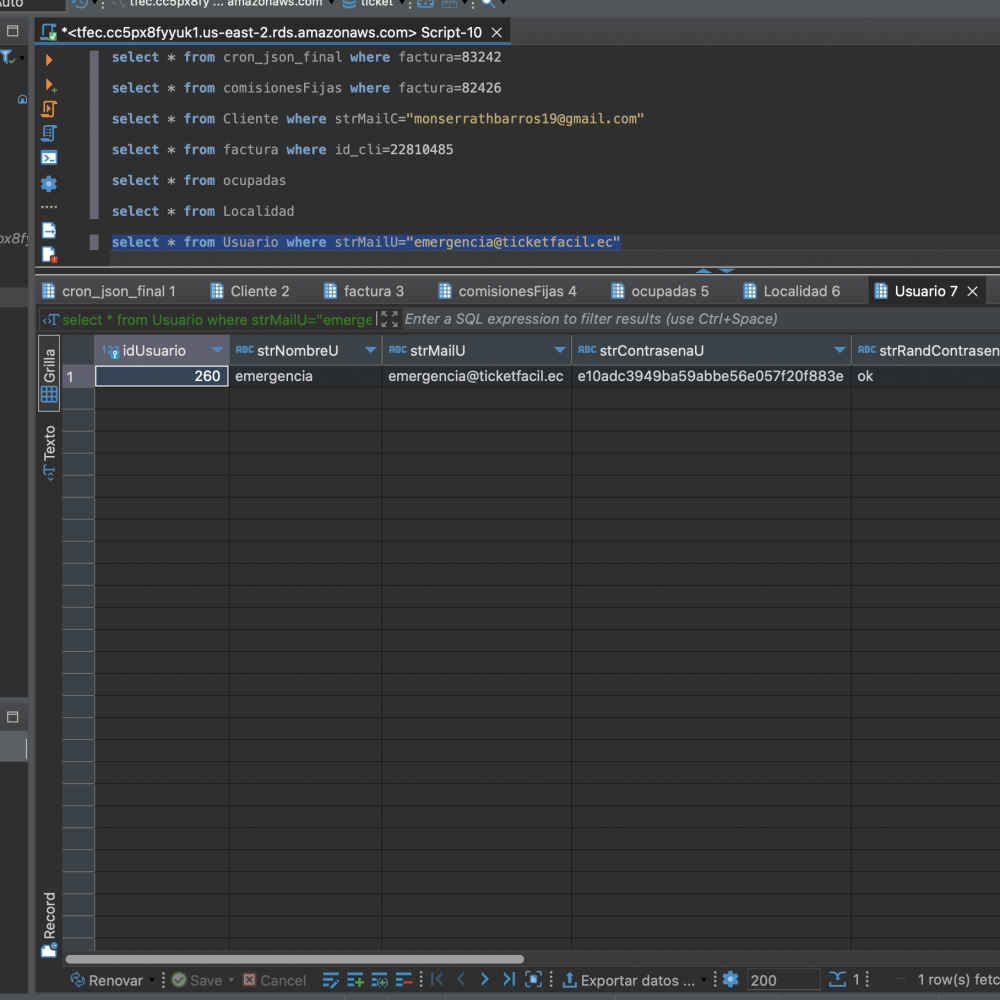 uto
tfec.cc5px8fy ... amazonaws.com
ticket
*<tfec.cc5px8fyyuk1.us-east-2.rds.amazonaws.com> Script-10
select * from cron_json_final where factura=83242
select * from comisionesFijas where factura=82426
select * from Cliente where strMailC="monserrathbarros19@gmail.com"
select * from factura where id_cli=22810485
select * from ocupadas
select * from Localidad
px8fy
select * from Usuario where strMailU="emergencia@ticketfacil.ec"
cron_json_final 1
Cliente 2
factura 3
comisionesFijas 4
ocupadas 5
Localidad 6
Usuario 7
select * from Usuario where strMailU="emerge
Enter a SQL expression to filter results (use Ctrl+Space)
Grilla
Texto
Record
123 idUsuario
ABC strNombreU
ABC strMailU
ABC strContrasenaU
ABC strRandContrasen
1
260
emergencia
emergencia@ticketfacil.ec
e10adc3949ba59abbe56e057f20f883e
ok
Renovar
Save
Cancel
Exportar datos ...
200
1
1 row(s) fetc